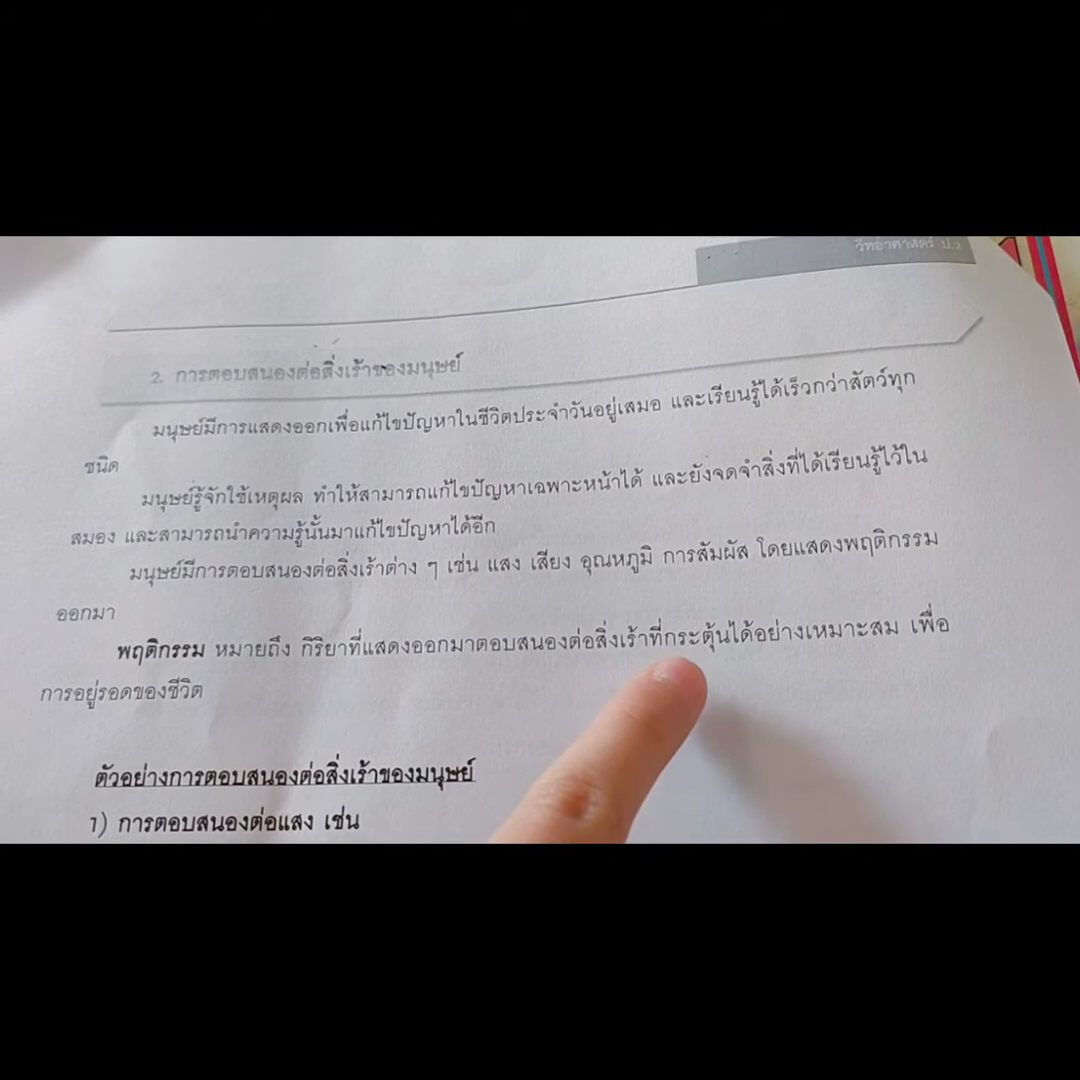 วิทยาศาสตร์ ป.2
2. การตอบสนองต่อสิ่งเร้าของมนุษย์
มนุษย์มีการแสดงออกเพื่อแก้ไขปัญหาในชีวิตประจำวันอยู่เสมอ และเรียนรู้ได้เร็วกว่าสัตว์ทุก
ชนิด
มนุษย์รู้จักใช้เหตุผล ทำให้สามารถแก้ไขปัญหาเฉพาะหน้าได้ และยังจดจำสิ่งที่ได้เรียนรู้ไว้ใน
สมอง และสามารถนำความรู้นั้นมาแก้ไขปัญหาได้อีก
มนุษย์มีการตอบสนองต่อสิ่งเร้าต่าง ๆ เช่น แสง เสียง อุณหภูมิ การสัมผัส โดยแสดงพฤติกรรม
ออกมา
พฤติกรรม หมายถึง กิริยาที่แสดงออกมาตอบสนองต่อสิ่งเร้าที่กระตุ้นได้อย่างเหมาะสม เพื่อ
การอยู่รอดของชีวิต
ตัวอย่างการตอบสนองต่อสิ่งเร้าของมนุษย์
1) การตอบสนองต่อแสง เช่น